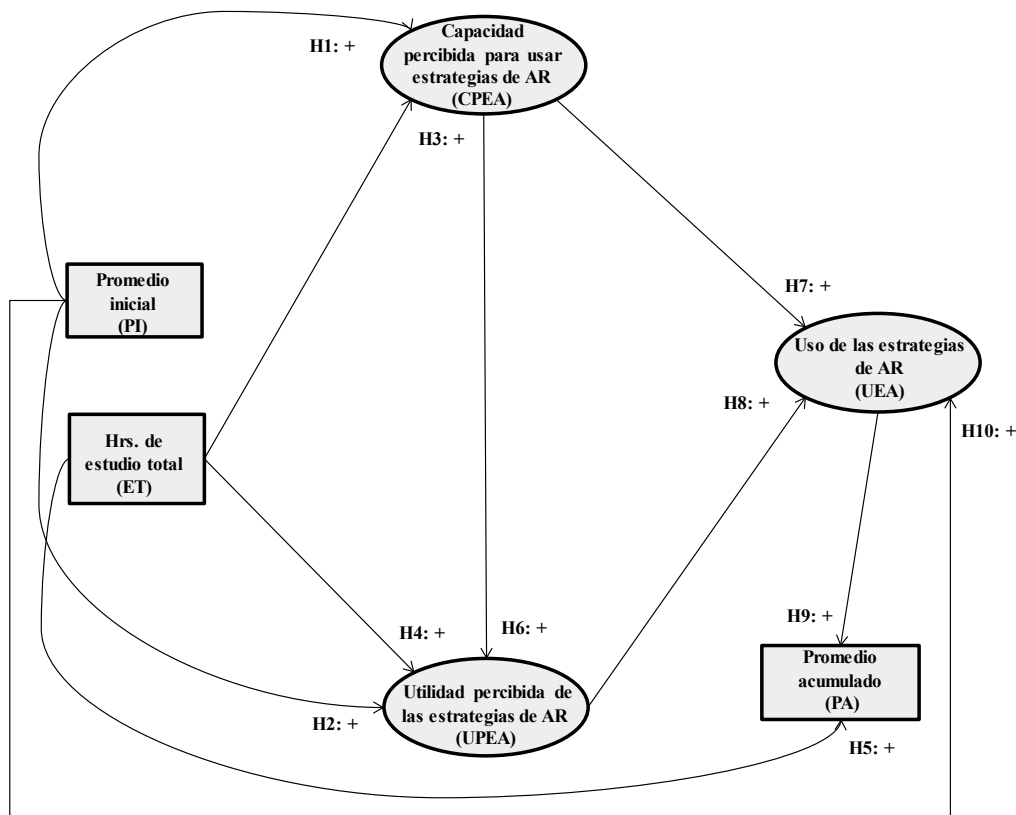 Capacidad
percibida para usar
estrategias de AR
(CPEA)
H1: +
H3: +
Promedio
inicial
(PI)
H7: +
Uso de las estrategias
de AR
(UEA)
H8: +
H10: +
Hrs. de
estudio total
(ET)
H4: +
H6: +
H9: +
Utilidad percibida de
las estrategias de AR
(UPEA)
H2: +
Promedio
acumulado
(PA)
H5: +